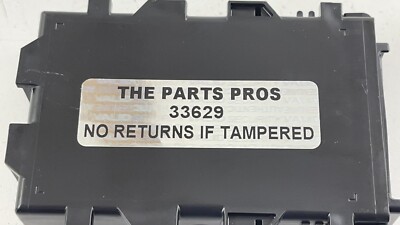 THE PARTS PROS
33629
NO RETURNS IF TAMPERED